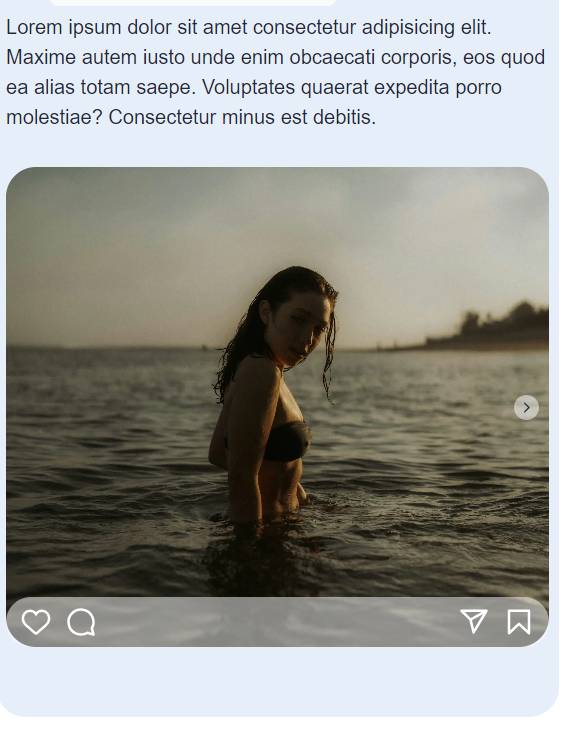 Lorem ipsum dolor sit amet consectetur adipisicing elit.
Maxime autem iusto unde enim obcaecati corporis, eos quod
ea alias totam saepe. Voluptates quaerat expedita porro
molestiae? Consectetur minus est debitis.